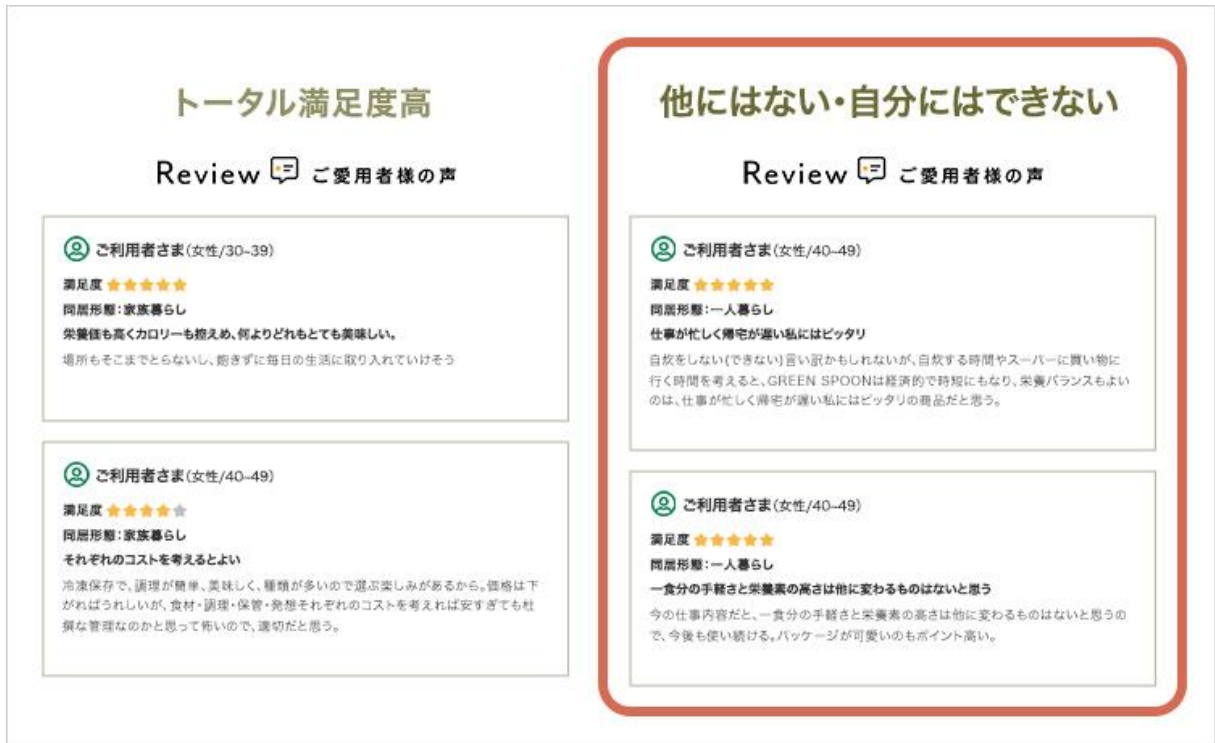 トータル満足度高
Review ご愛用者様の声
ご利用者さま(女性/30–39)
満足度 ★★★★★
同居形態：家族暮らし
栄養価も高くカロリーも控えめ、何よりどれもとても美味しい。
場所もそこまでとらないし、飽きずに毎日の生活に取り入れていけそう
ご利用者さま(女性/40–49)
満足度 ★★★★★
同居形態：家族暮らし
それぞれのコストを考えるとよい
冷凍保存で、調理が簡単、美味しく、種類が多いので選ぶ楽しみがあるから。価格は下
がればうれしいが、食材・調理・保管・発想それぞれのコストを考えれば安すぎても杜
撰な管理なのかと思って怖いので、適切だと思う。
他にはない・自分にはできない
Review ご愛用者様の声
ご利用者さま(女性/40–49)
満足度 ★★★★★
同居形態：一人暮らし
仕事が忙しく帰宅が遅い私にはピッタリ
自炊をしない(できない)言い訳かもしれないが、自炊する時間やスーパーに買い物に
行く時間を考えると、GREEN SPOONは経済的で時短にもなり、栄養バランスもよい
のは、仕事が忙しく帰宅が遅い私にはピッタリの商品だと思う。
ご利用者さま(女性/40–49)
満足度 ★★★★★
同居形態：一人暮らし
一食分の手軽さと栄養素の高さは他に変わるものはないと思う
今の仕事内容だと、一食分の手軽さと栄養素の高さは他に変わるものはないと思うの
で、今後も使い続ける。パッケージが可愛いのもポイント高い。